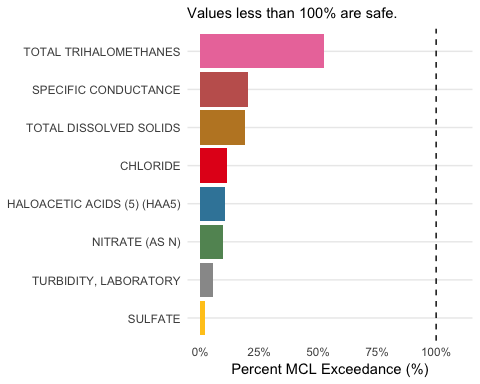 Values less than 100% are safe.
TOTAL TRIHALOMETHANES
SPECIFIC CONDUCTANCE
TOTAL DISSOLVED SOLIDS
CHLORIDE
HALOACETIC ACIDS (5) (HAA5)
NITRATE (AS N)
TURBIDITY, LABORATORY
SULFATE
0% 25% 50% 75% 100%
Percent MCL Exceedance (%)